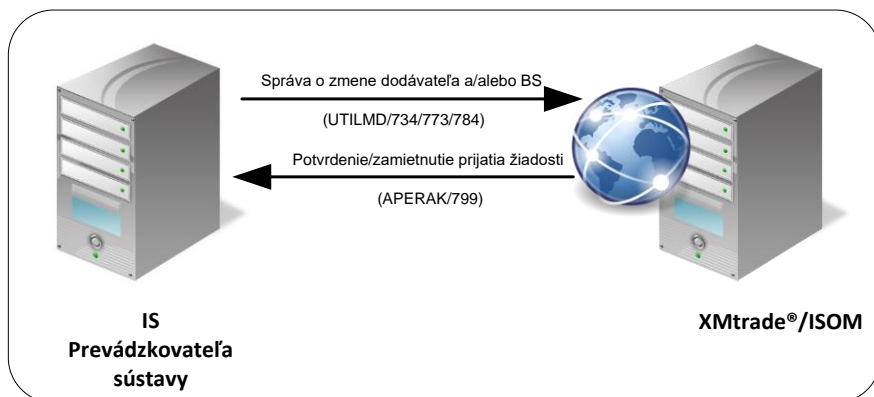 Správa o zmene dodávateľa a/alebo BS
(UTILMD/734/773/784)
Potvrdenie/zamietnutie prijatia žiadosti
(APERAK/799)
IS
Prevádzkovateľa
sústavy
XMtrade®/ISOM